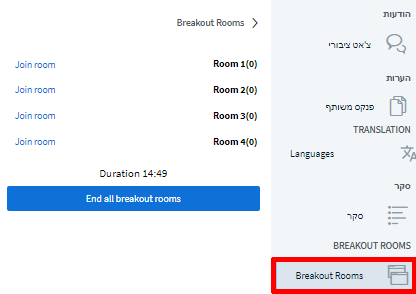 Breakout Rooms
Join room Room 1(0)
Join room Room 2(0)
Join room Room 3(0)
Join room Room 4(0)
Duration 14:49
End all breakout rooms
הודעות
צ'אט ציבורי
הערות
פנקס משותף
TRANSLATION
Languages
סקר
סקר
BREAKOUT ROOMS
Breakout Rooms